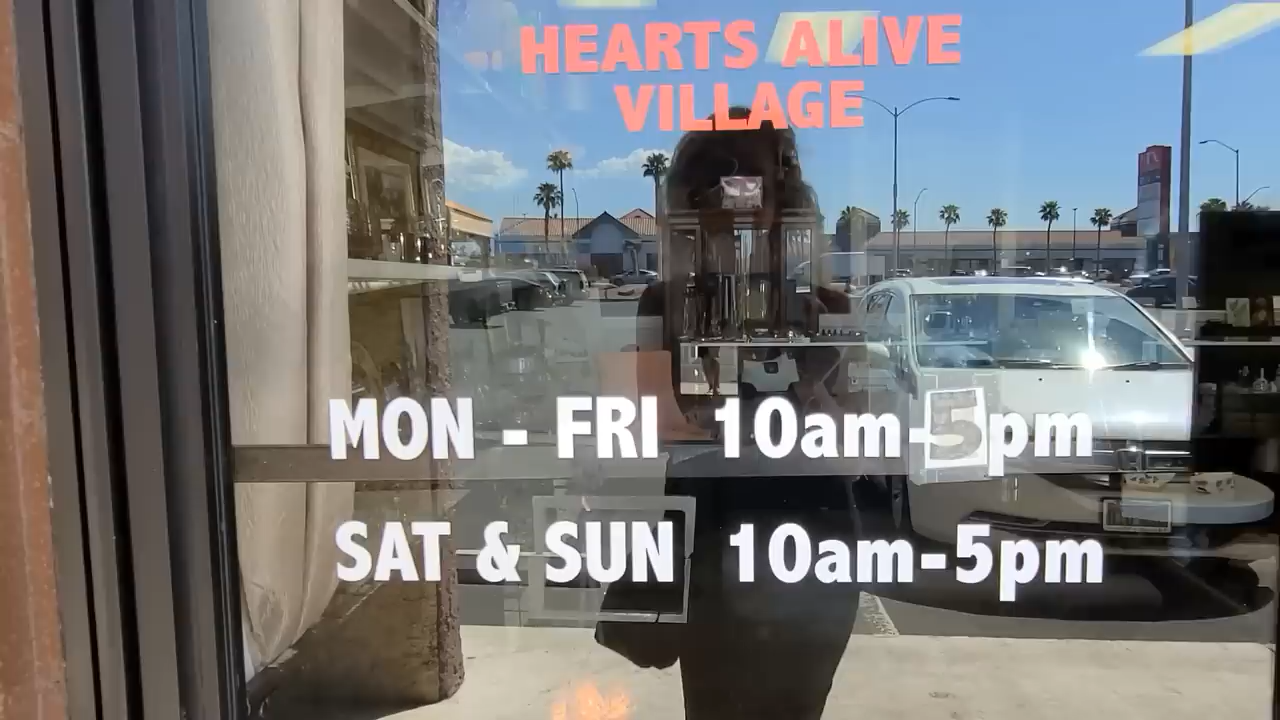 HEARTS ALIVE
VILLAGE
MON - FRI 10am-5pm
SAT & SUN 10am-5pm